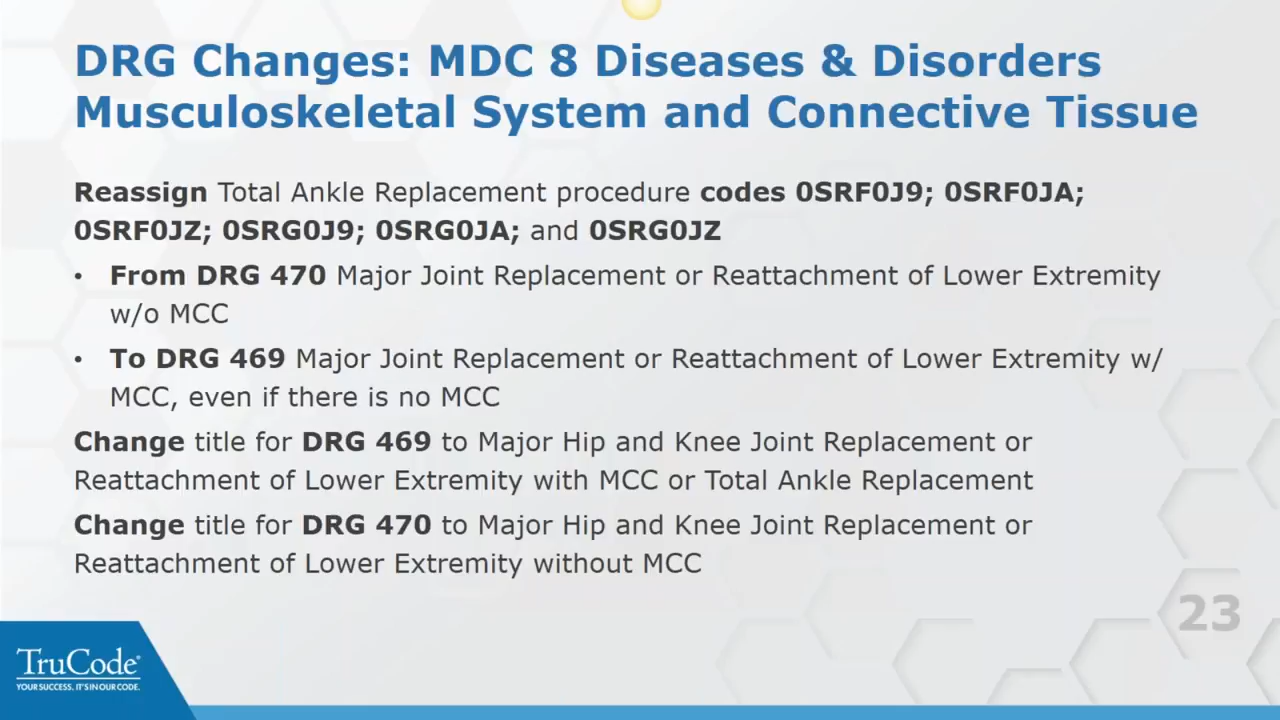 DRG Changes: MDC 8 Diseases & Disorders
Musculoskeletal System and Connective Tissue
Reassign Total Ankle Replacement procedure codes 0SRF0J9; 0SRF0JA;
0SRF0JZ; 0SRG0J9; 0SRG0JA; and 0SRG0JZ
• From DRG 470 Major Joint Replacement or Reattachment of Lower Extremity
w/o MCC
• To DRG 469 Major Joint Replacement or Reattachment of Lower Extremity w/
MCC, even if there is no MCC
Change title for DRG 469 to Major Hip and Knee Joint Replacement or
Reattachment of Lower Extremity with MCC or Total Ankle Replacement
Change title for DRG 470 to Major Hip and Knee Joint Replacement or
Reattachment of Lower Extremity without MCC
23
TruCode®
YOUR SUCCESS. IT'S IN OUR CODE.